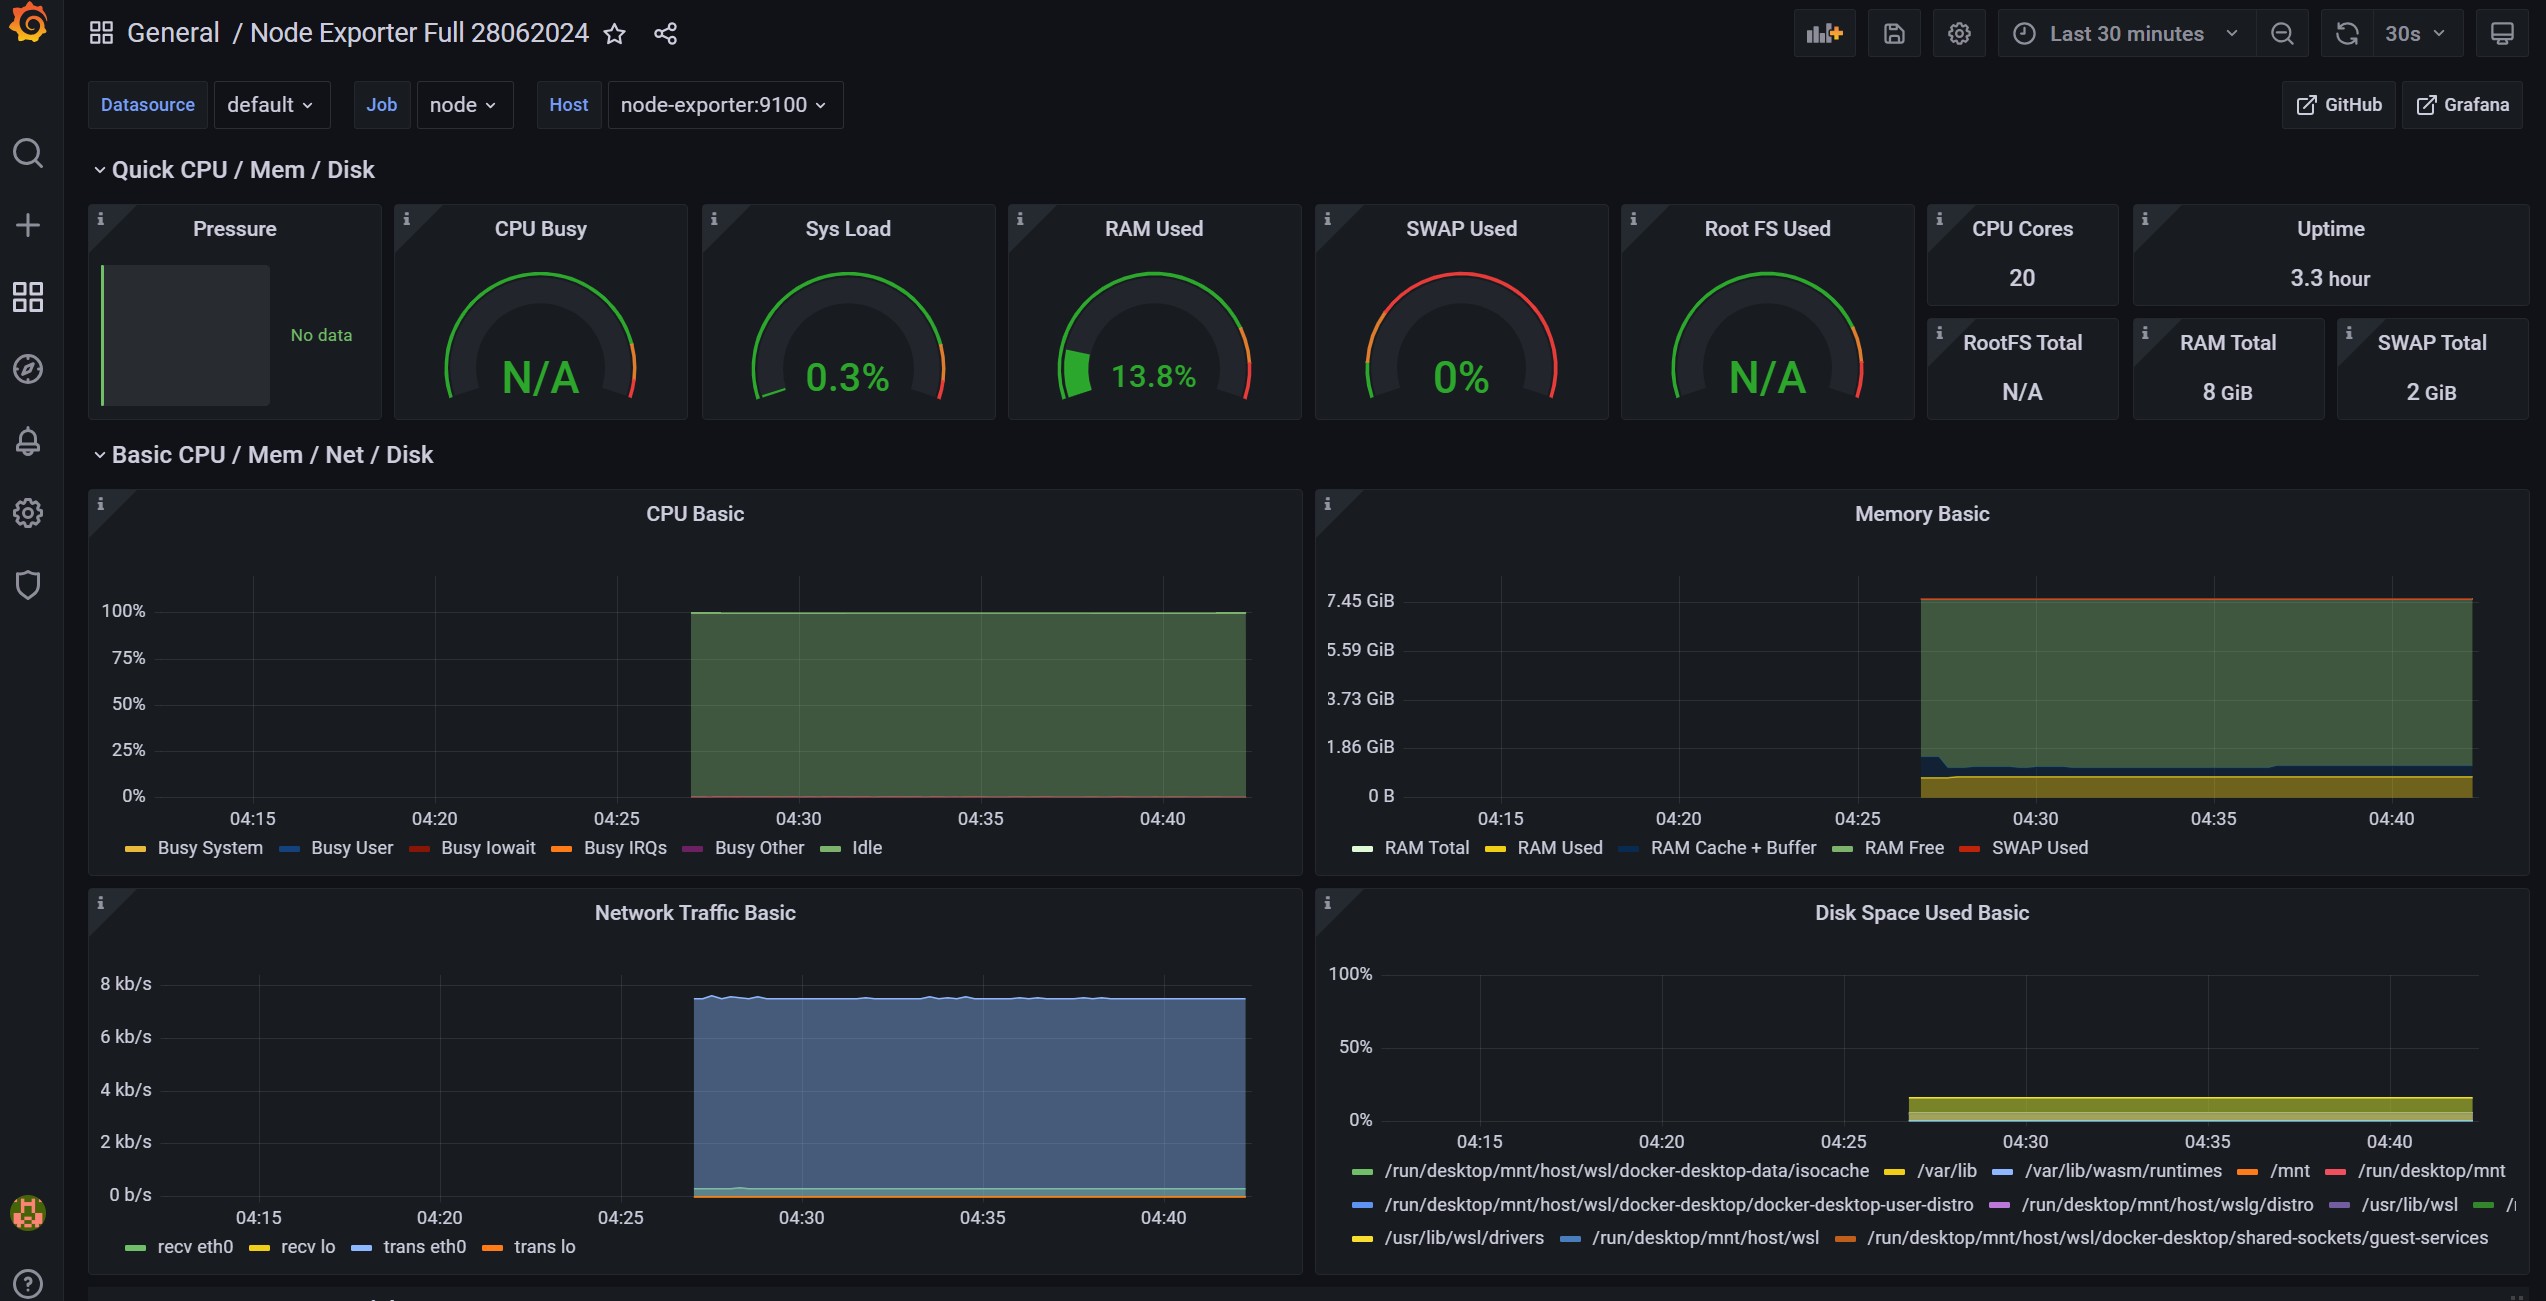 General / Node Exporter Full 28062024
Last 30 minutes
30s
Datasource default Job node Host node-exporter:9100
GitHub Grafana
Quick CPU / Mem / Disk
Pressure
No data
CPU Busy
N/A
Sys Load
0.3%
RAM Used
13.8%
SWAP Used
0%
Root FS Used
N/A
CPU Cores
20
Uptime
3.3 hour
RootFS Total
N/A
RAM Total
8 GiB
SWAP Total
2 GiB
Basic CPU / Mem / Net / Disk
CPU Basic
100%
75%
50%
25%
0%
04:15 04:20 04:25 04:30 04:35 04:40
Busy System Busy User Busy Iowait Busy IRQs Busy Other Idle
Memory Basic
7.45 GiB
5.59 GiB
3.73 GiB
1.86 GiB
0 B
04:15 04:20 04:25 04:30 04:35 04:40
RAM Total RAM Used RAM Cache + Buffer RAM Free SWAP Used
Network Traffic Basic
8 kb/s
6 kb/s
4 kb/s
2 kb/s
0 b/s
04:15 04:20 04:25 04:30 04:35 04:40
recv eth0 recv lo trans eth0 trans lo
Disk Space Used Basic
100%
50%
0%
04:15 04:20 04:25 04:30 04:35 04:40
/run/desktop/mnt/host/wsl/docker-desktop-data/isocache /var/lib /var/lib/wasm/runtimes /mnt /run/desktop/mnt
/run/desktop/mnt/host/wsl/docker-desktop/docker-desktop-user-distro /run/desktop/mnt/host/wslg/distro /usr/lib/wsl
/usr/lib/wsl/drivers /run/desktop/mnt/host/wsl /run/desktop/mnt/host/wsl/docker-desktop/shared-sockets/guest-services